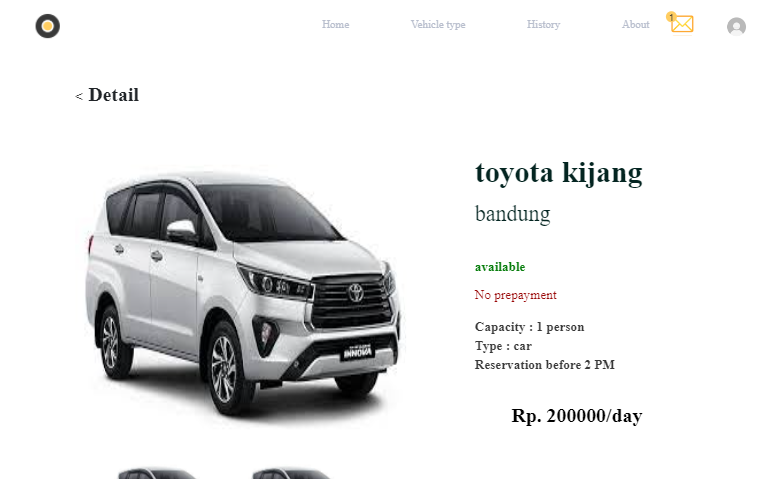 Home Vehicle type History About 1
< Detail
toyota kijang
bandung
available
No prepayment
Capacity : 1 person
Type : car
Reservation before 2 PM
INNOVA
Rp. 200000/day